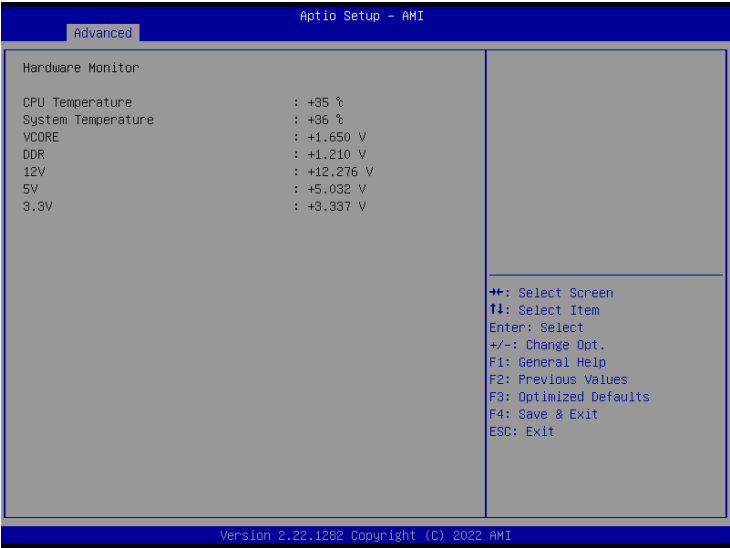 Aptio Setup – AMI
Advanced
Hardware Monitor
CPU Temperature : +35 ℃
System Temperature : +36 ℃
VCORE : +1.650 V
DDR : +1.210 V
12V : +12.276 V
5V : +5.032 V
3.3V : +3.337 V
→←: Select Screen
↑↓: Select Item
Enter: Select
+/-: Change Opt.
F1: General Help
F2: Previous Values
F3: Optimized Defaults
F4: Save & Exit
ESC: Exit
Version 2.22.1282 Copyright (C) 2022 AMI